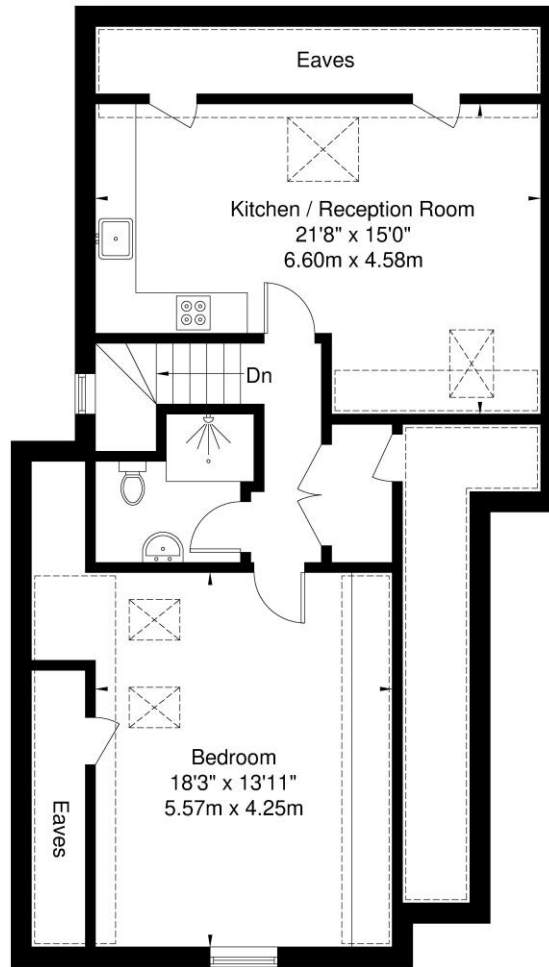 Eaves
Kitchen / Reception Room
21'8" x 15'0"
6.60m x 4.58m
Dn
Bedroom
18'3" x 13'11"
5.57m x 4.25m
Eaves